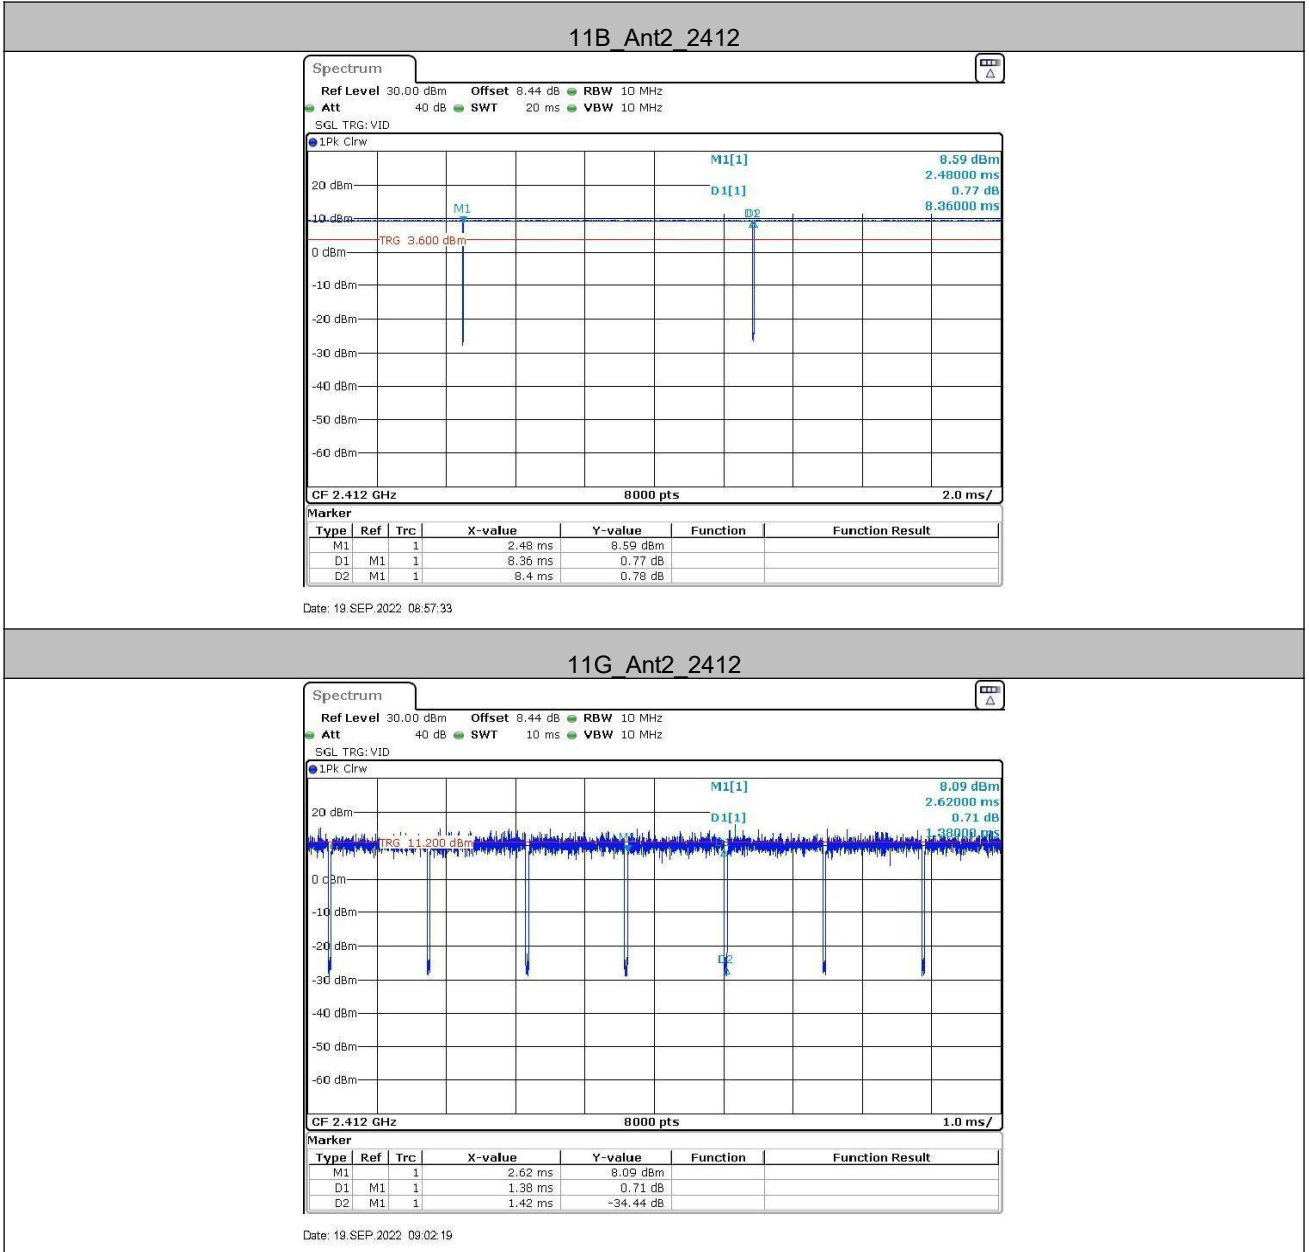 11B_Ant2_2412
Spectrum
Ref Level 30.00 dBm Offset 8.44 dB RBW 10 MHz
Att 40 dB SWT 20 ms VBW 10 MHz
SGL TRG: VID
1Pk Clrw
M1[1] 8.59 dBm
2.48000 ms
20 dBm
D1[1] 0.77 dB
8.36000 ms
M1
D2
10 dBm
TRG 3.600 dBm
0 dBm
-10 dBm
-20 dBm
-30 dBm
-40 dBm
-50 dBm
-60 dBm
CF 2.412 GHz 8000 pts 2.0 ms/
Marker
Type Ref Trc X-value Y-value Function Function Result
M1 1 2.48 ms 8.59 dBm
D1 M1 1 8.36 ms 0.77 dB
D2 M1 1 8.4 ms 0.78 dB
Date: 19.SEP.2022 08:57:33
11G_Ant2_2412
Spectrum
Ref Level 30.00 dBm Offset 8.44 dB RBW 10 MHz
Att 40 dB SWT 10 ms VBW 10 MHz
SGL TRG: VID
1Pk Clrw
M1[1] 8.09 dBm
2.62000 ms
20 dBm
D1[1] 0.71 dB
1.38000 ms
TRG 11.200 dBm
0 dBm
-10 dBm
-20 dBm
D2
-30 dBm
-40 dBm
-50 dBm
-60 dBm
CF 2.412 GHz 8000 pts 1.0 ms/
Marker
Type Ref Trc X-value Y-value Function Function Result
M1 1 2.62 ms 8.09 dBm
D1 M1 1 1.38 ms 0.71 dB
D2 M1 1 1.42 ms -34.44 dB
Date: 19.SEP.2022 09:02:19